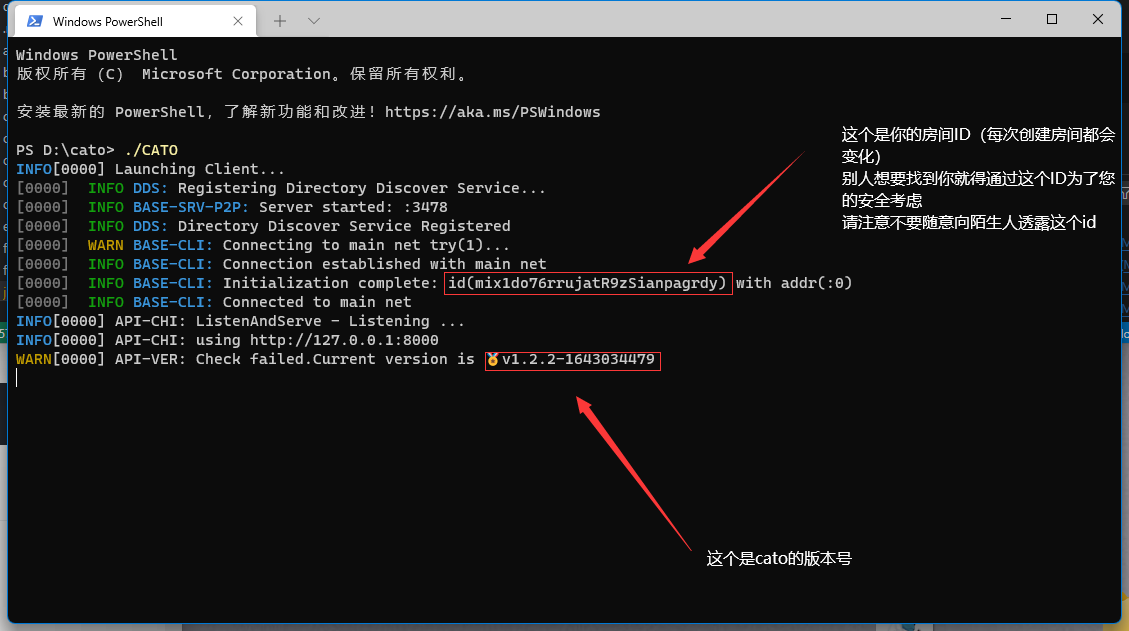 Windows PowerShell
Windows PowerShell
版权所有 (C)  Microsoft Corporation。保留所有权利。
安装最新的 PowerShell，了解新功能和改进！https://aka.ms/PSWindows
PS D:\cato> ./CATO
INFO[0000] Launching Client...
[0000]  INFO DDS: Registering Directory Discover Service...
[0000]  INFO BASE-SRV-P2P: Server started: :3478
[0000]  INFO DDS: Directory Discover Service Registered
[0000]  WARN BASE-CLI: Connecting to main net try(1)...
[0000]  INFO BASE-CLI: Connection established with main net
[0000]  INFO BASE-CLI: Initialization complete: id(mix1do76rrujatR9zSianpagrdy) with addr(:0)
[0000]  INFO BASE-CLI: Connected to main net
INFO[0000] API-CHI: ListenAndServe - Listening ...
INFO[0000] API-CHI: using http://127.0.0.1:8000
WARN[0000] API-VER: Check failed.Current version is 🏅v1.2.2-1643034479
这个是你的房间ID（每次创建房间都会
变化）
别人想要找到你就得通过这个ID为了您
的安全考虑
请注意不要随意向陌生人透露这个id
这个是cato的版本号